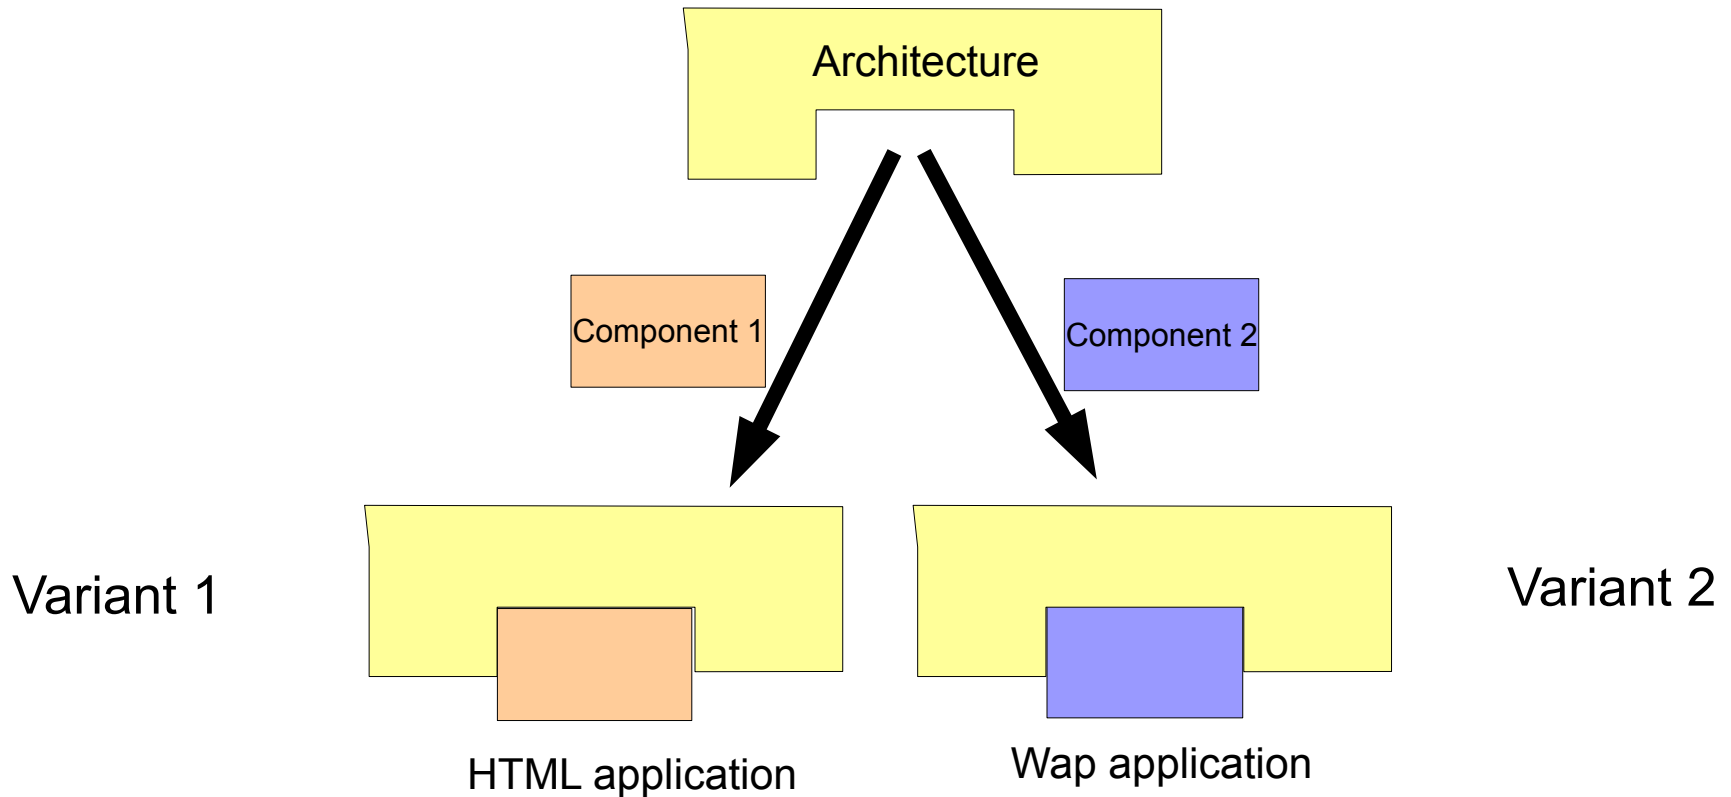 Architecture
Component 1
Component 2
Variant 1
Variant 2
HTML application
Wap application